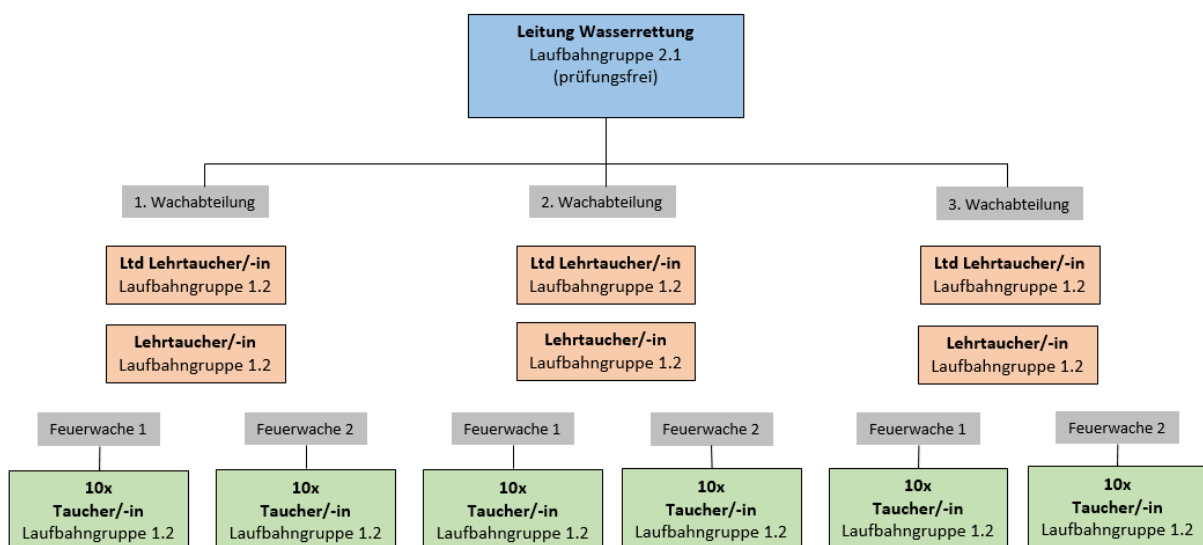 Leitung Wasserrettung
Laufbahngruppe 2.1
(prüfungsfrei)
1. Wachabteilung
2. Wachabteilung
3. Wachabteilung
Ltd Lehrtaucher/-in
Laufbahngruppe 1.2
Ltd Lehrtaucher/-in
Laufbahngruppe 1.2
Ltd Lehrtaucher/-in
Laufbahngruppe 1.2
Lehrtaucher/-in
Laufbahngruppe 1.2
Lehrtaucher/-in
Laufbahngruppe 1.2
Lehrtaucher/-in
Laufbahngruppe 1.2
Feuerwache 1
Feuerwache 2
Feuerwache 1
Feuerwache 2
Feuerwache 1
Feuerwache 2
10x
Taucher/-in
Laufbahngruppe 1.2
10x
Taucher/-in
Laufbahngruppe 1.2
10x
Taucher/-in
Laufbahngruppe 1.2
10x
Taucher/-in
Laufbahngruppe 1.2
10x
Taucher/-in
Laufbahngruppe 1.2
10x
Taucher/-in
Laufbahngruppe 1.2